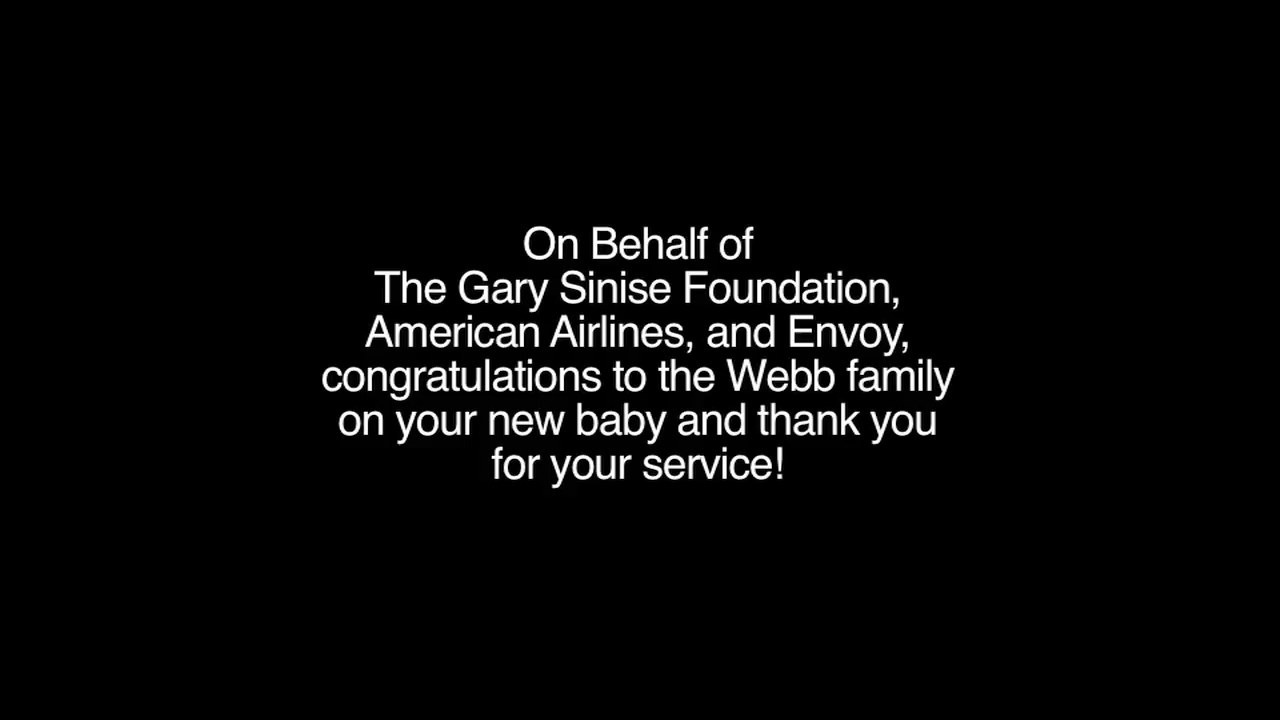 On Behalf of
The Gary Sinise Foundation,
American Airlines, and Envoy,
congratulations to the Webb family
on your new baby and thank you
for your service!